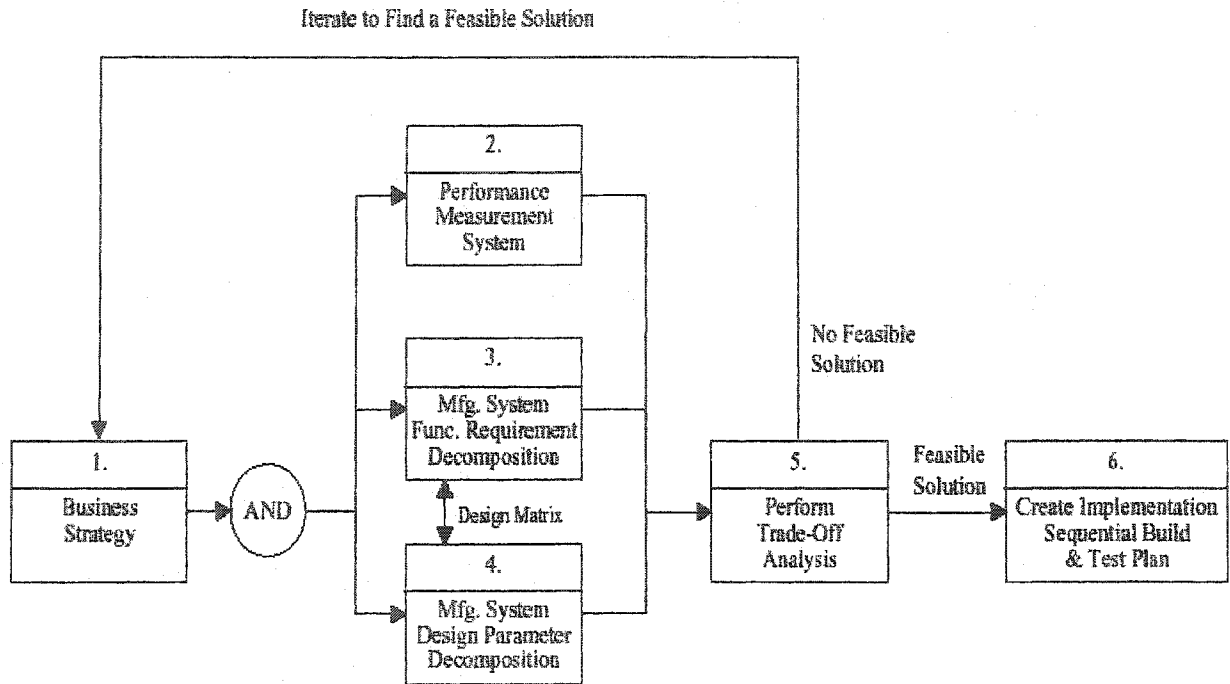 Iterate to Find a Feasible Solution
2.
Performance
Measurement
System
3.
Mfg. System
Func. Requirement
Decomposition
Design Matrix
4.
Mfg. System
Design Parameter
Decomposition
1.
Business
Strategy
AND
No Feasible
Solution
5.
Perform
Trade-Off
Analysis
Feasible
Solution
6.
Create Implementation
Sequential Build
& Test Plan